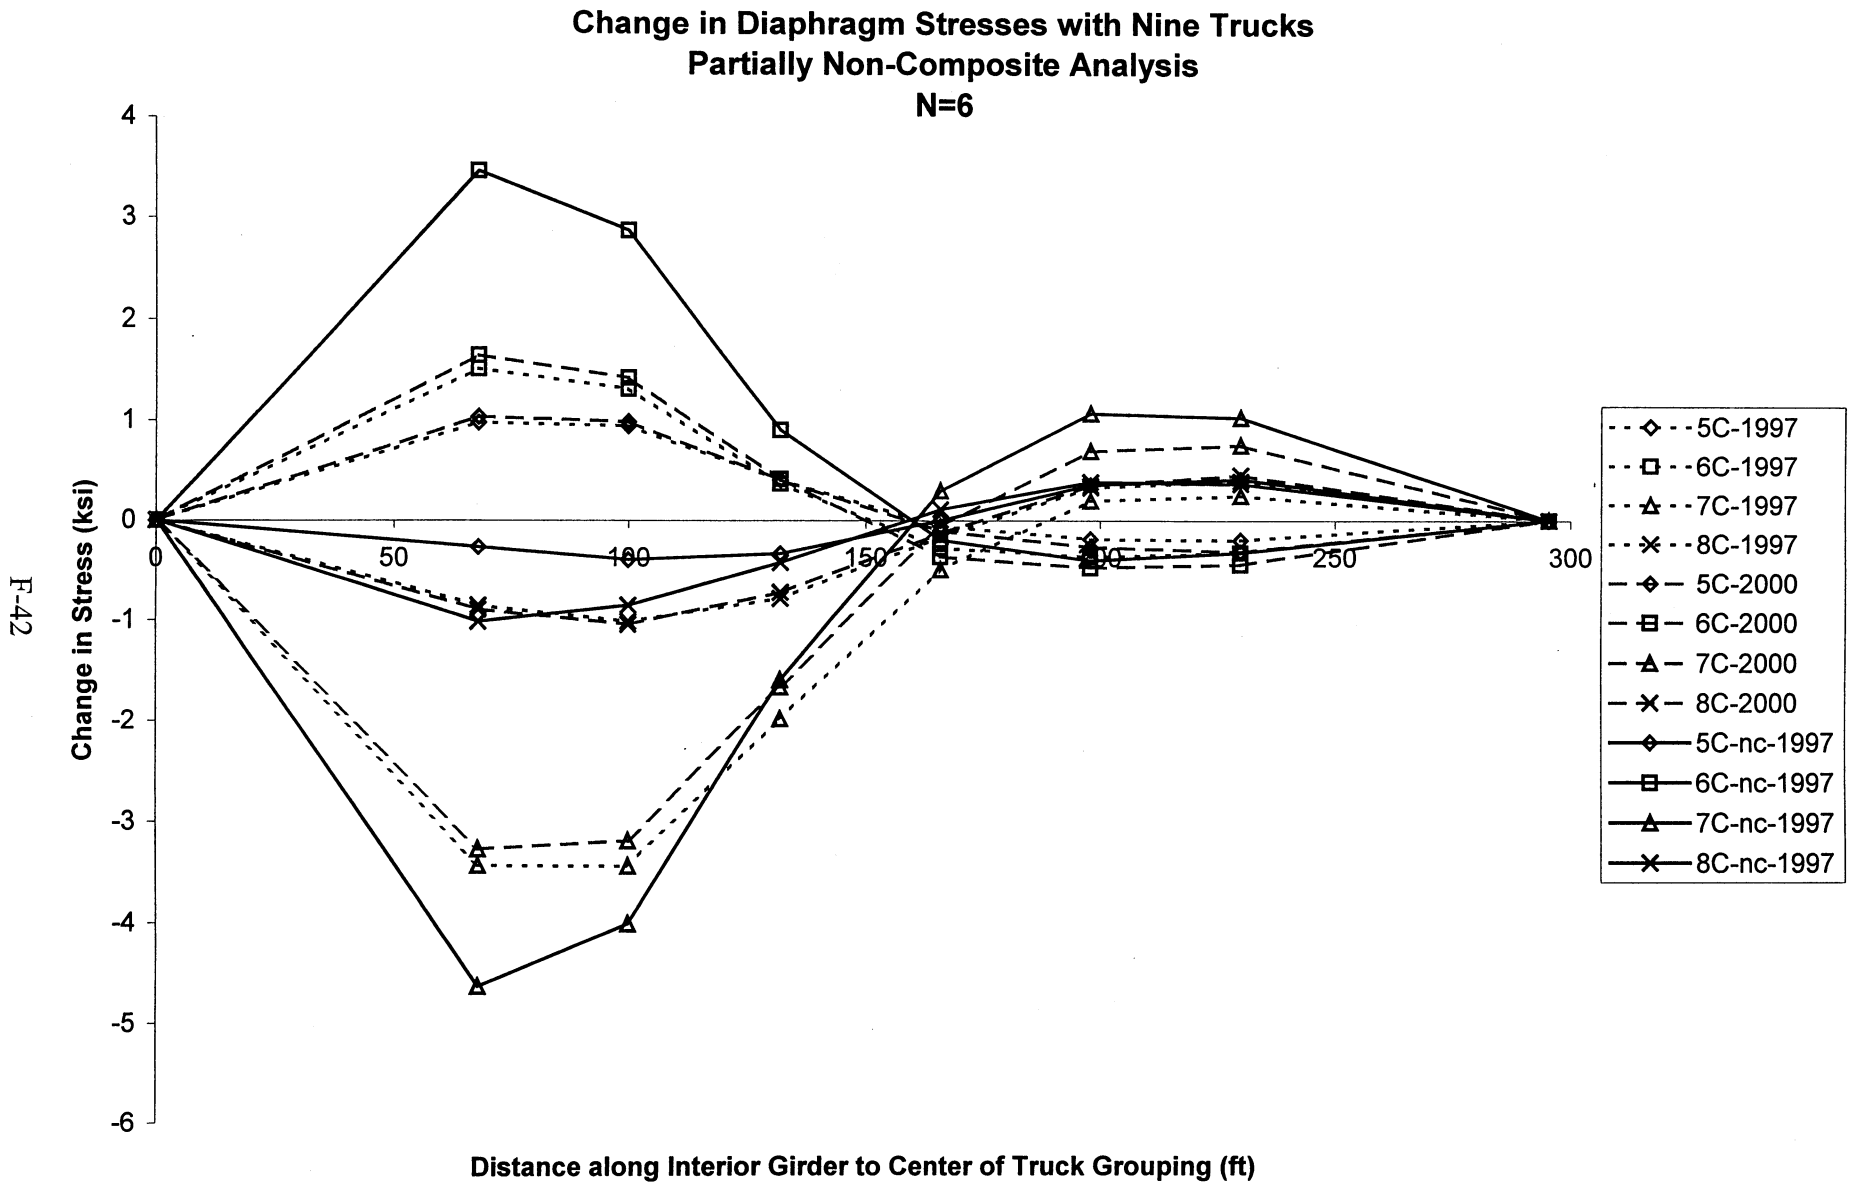 Change in Diaphragm Stresses with Nine Trucks
Partially Non-Composite Analysis
N=6
4
3
2
1
0
-1
-2
-3
-4
-5
-6
Change in Stress (ksi)
F-42
0
50
100
150
200
250
300
Distance along Interior Girder to Center of Truck Grouping (ft)
5C-1997
6C-1997
7C-1997
8C-1997
5C-2000
6C-2000
7C-2000
8C-2000
5C-nc-1997
6C-nc-1997
7C-nc-1997
8C-nc-1997